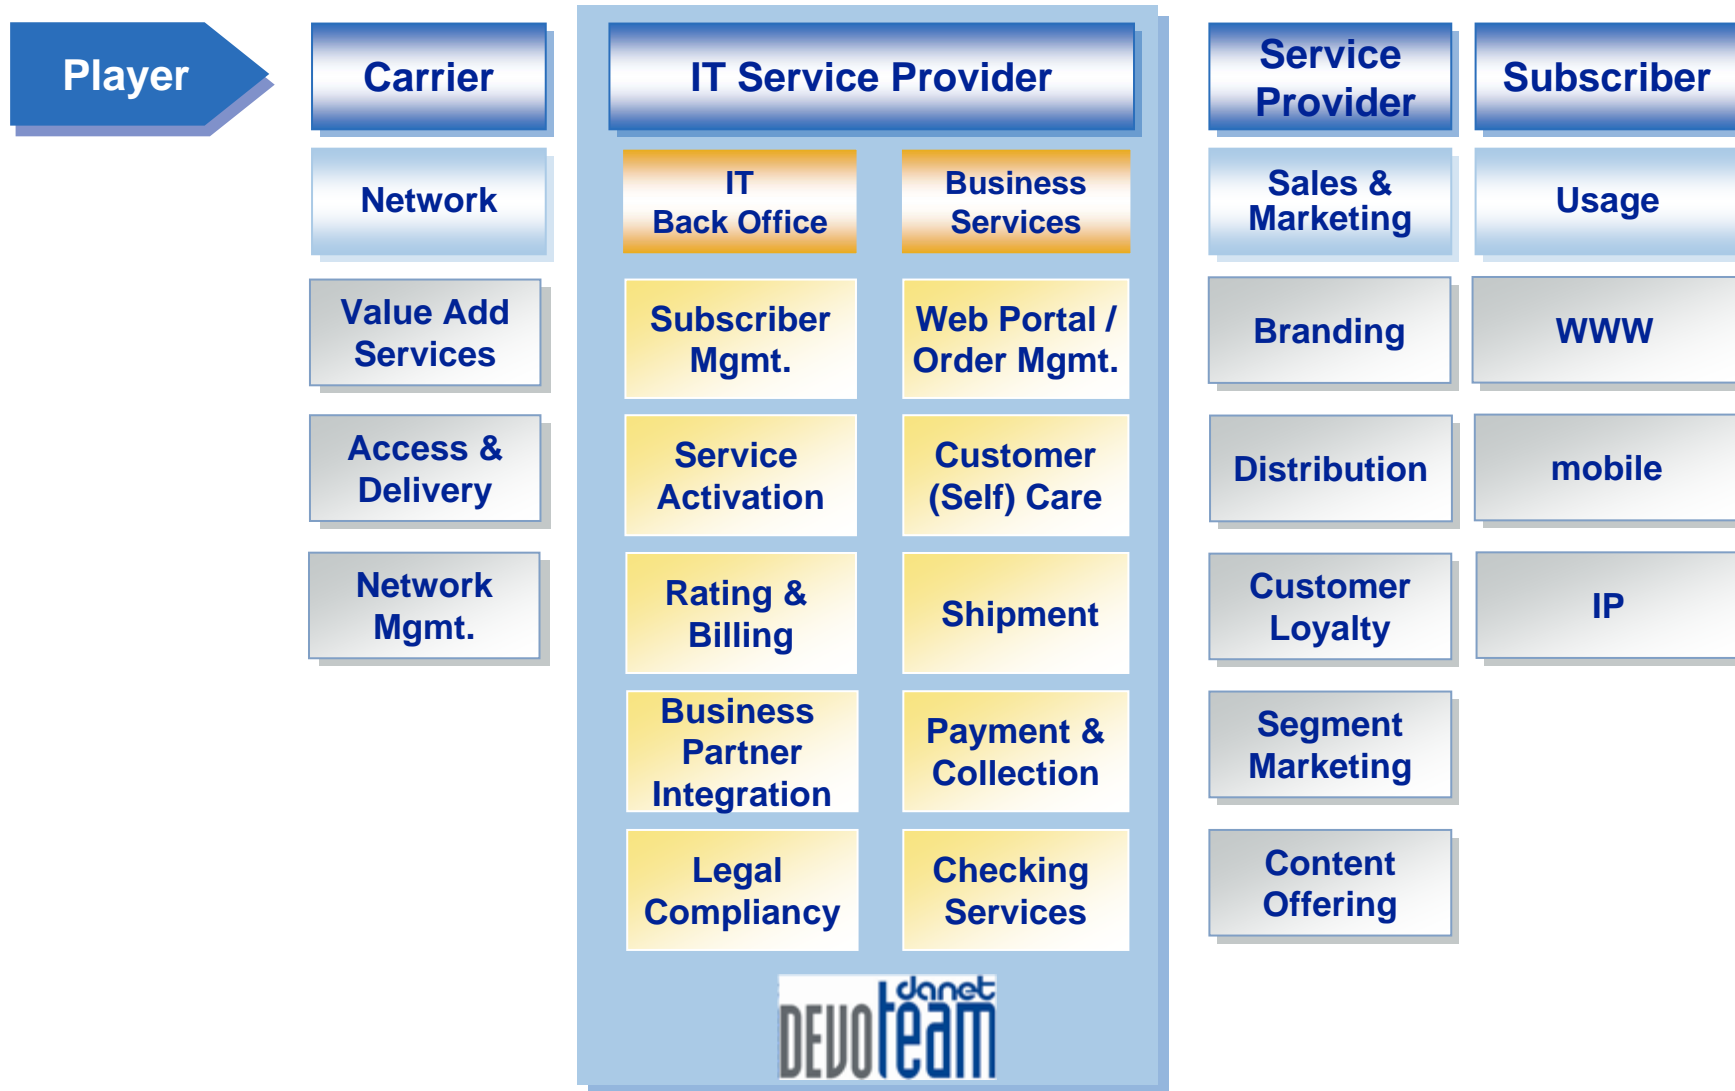 Player
Carrier
IT Service Provider
Service
Provider
Subscriber
Network
IT
Back Office
Business
Services
Sales &
Marketing
Usage
Value Add
Services
Subscriber
Mgmt.
Web Portal /
Order Mgmt.
Branding
WWW
Access &
Delivery
Service
Activation
Customer
(Self) Care
Distribution
mobile
Network
Mgmt.
Rating &
Billing
Shipment
Customer
Loyalty
IP
Business
Partner
Integration
Payment &
Collection
Segment
Marketing
Legal
Compliancy
Checking
Services
Content
Offering
danet
DEVOteam